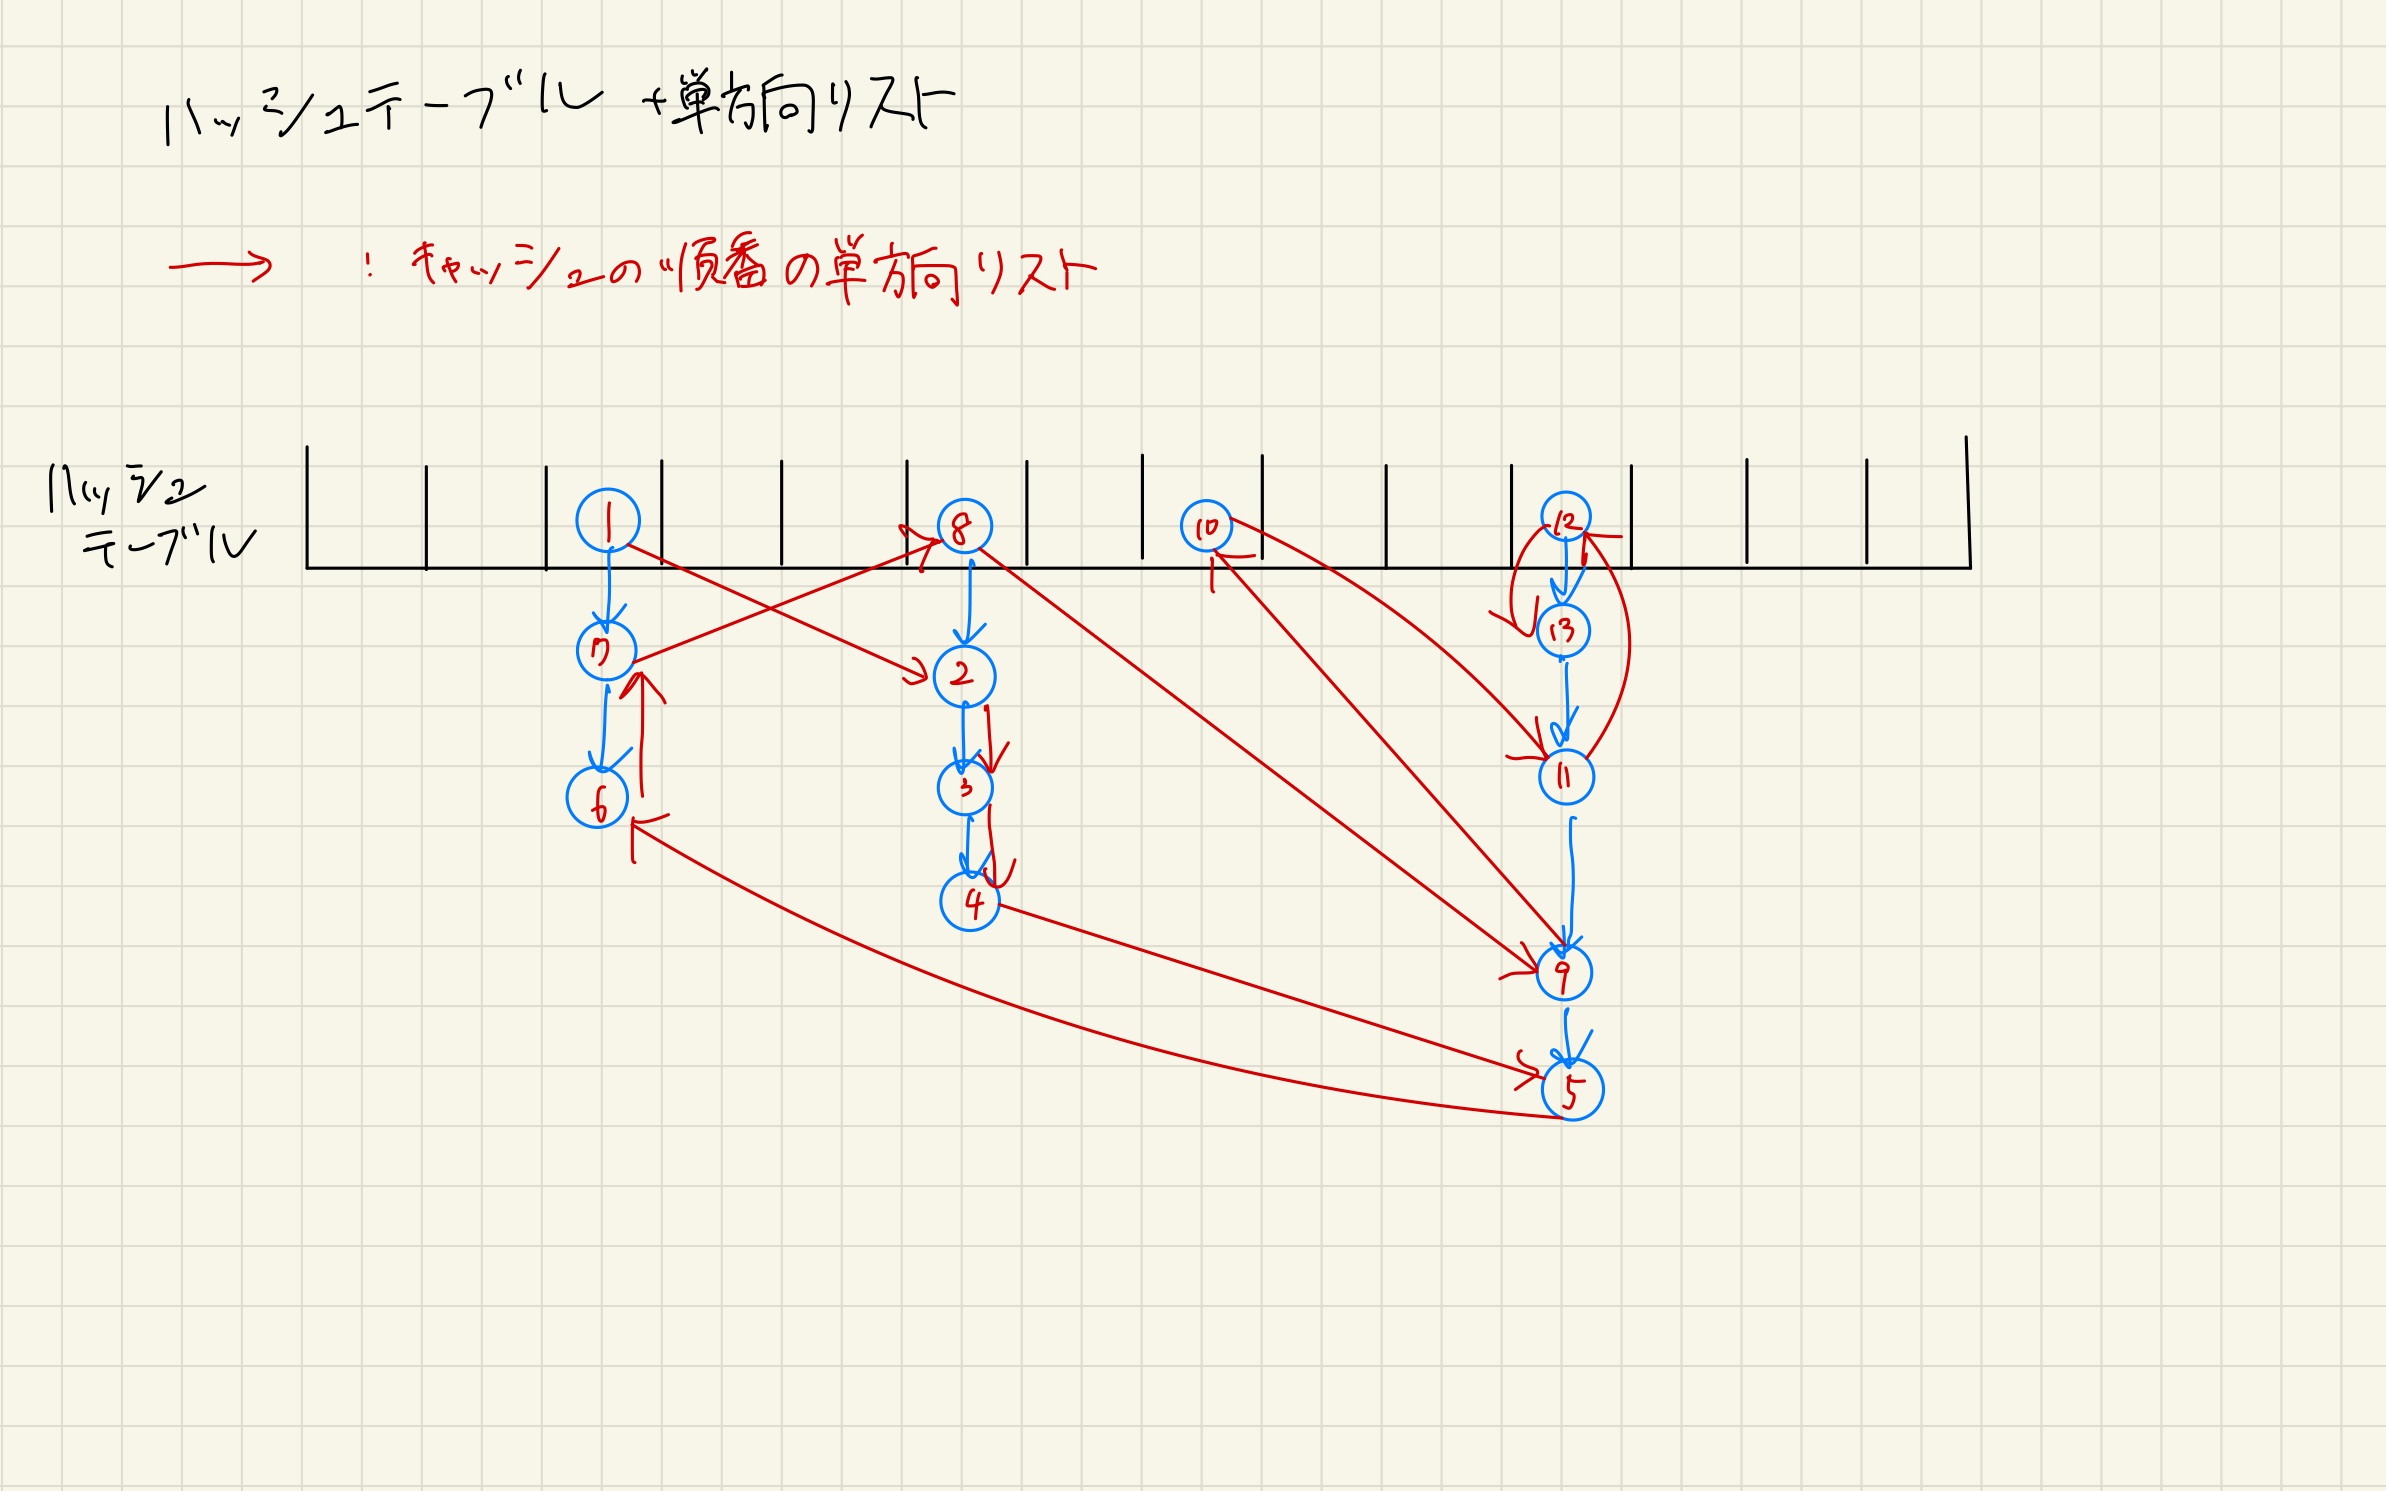 ハッシュテーブル +単方向リスト
→ : キャッシュの順番の単方向リスト
ハッシュ
テーブル
1 8 10 12
7 2 13
6 3 11
4 9
5